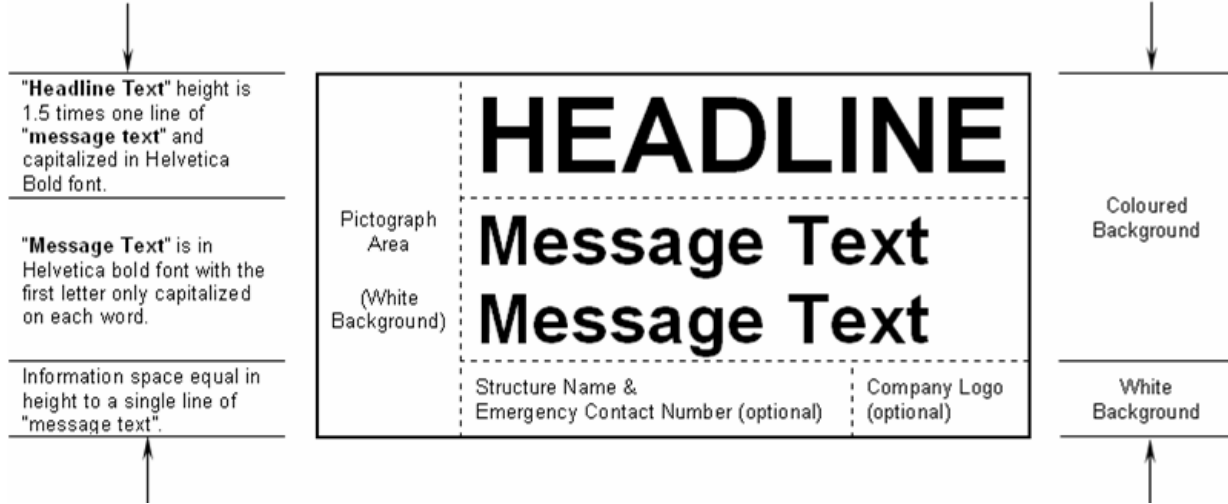 "Headline Text" height is
1.5 times one line of
"message text" and
capitalized in Helvetica
Bold font.
"Message Text" is in
Helvetica bold font with the
first letter only capitalized
on each word.
Information space equal in
height to a single line of
"message text".
Pictograph
Area
(White
Background)
HEADLINE
Message Text
Message Text
Structure Name &
Emergency Contact Number (optional)
Company Logo
(optional)
Coloured
Background
White
Background